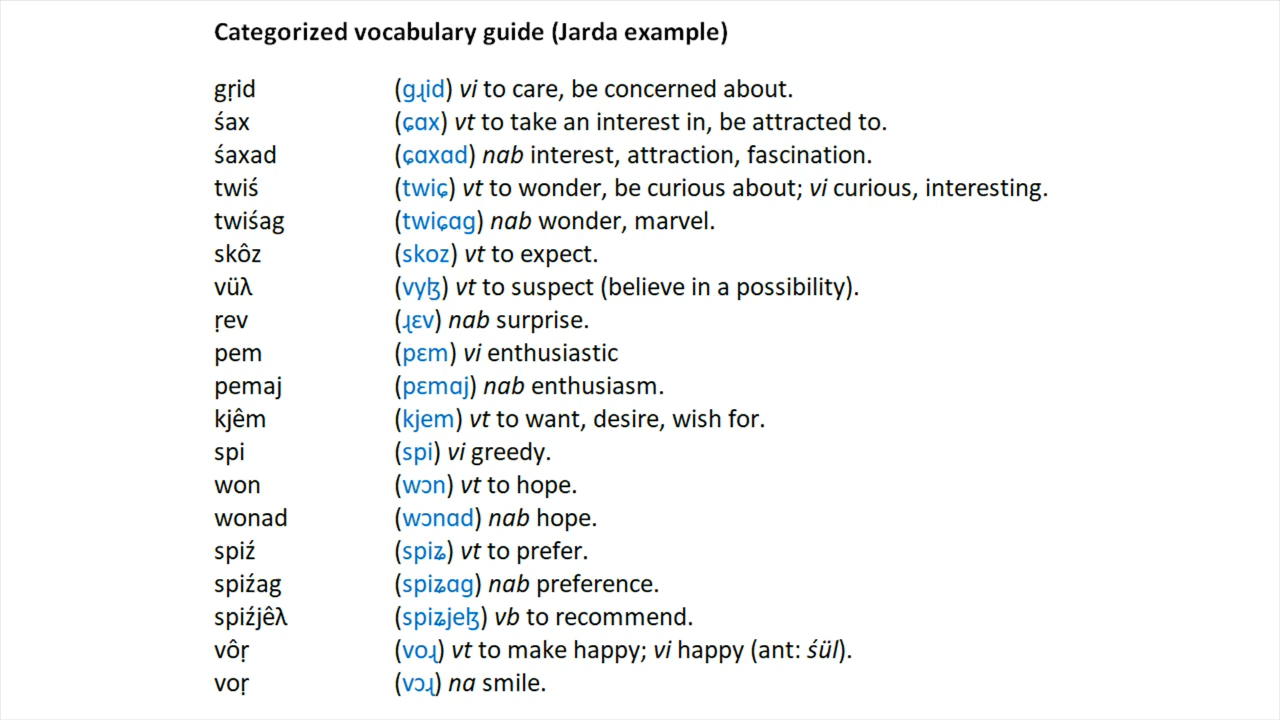 Categorized vocabulary guide (Jarda example)
gṛid (gɻid) vi to care, be concerned about.
śax (ɕɑx) vt to take an interest in, be attracted to.
śaxad (ɕɑxɑd) nab interest, attraction, fascination.
twiś (twiɕ) vt to wonder, be curious about; vi curious, interesting.
twiśag (twiɕɑg) nab wonder, marvel.
skôz (skoz) vt to expect.
vüλ (vyɮ) vt to suspect (believe in a possibility).
ṛev (ɻɛv) nab surprise.
pem (pɛm) vi enthusiastic
pemaj (pɛmɑj) nab enthusiasm.
kjêm (kjem) vt to want, desire, wish for.
spi (spi) vi greedy.
won (wɔn) vt to hope.
wonad (wɔnɑd) nab hope.
spiź (spiʑ) vt to prefer.
spiźag (spiʑɑg) nab preference.
spiźjêλ (spiʑjeɮ) vb to recommend.
vôṛ (voɻ) vt to make happy; vi happy (ant: śül).
voṛ (vɔɻ) na smile.